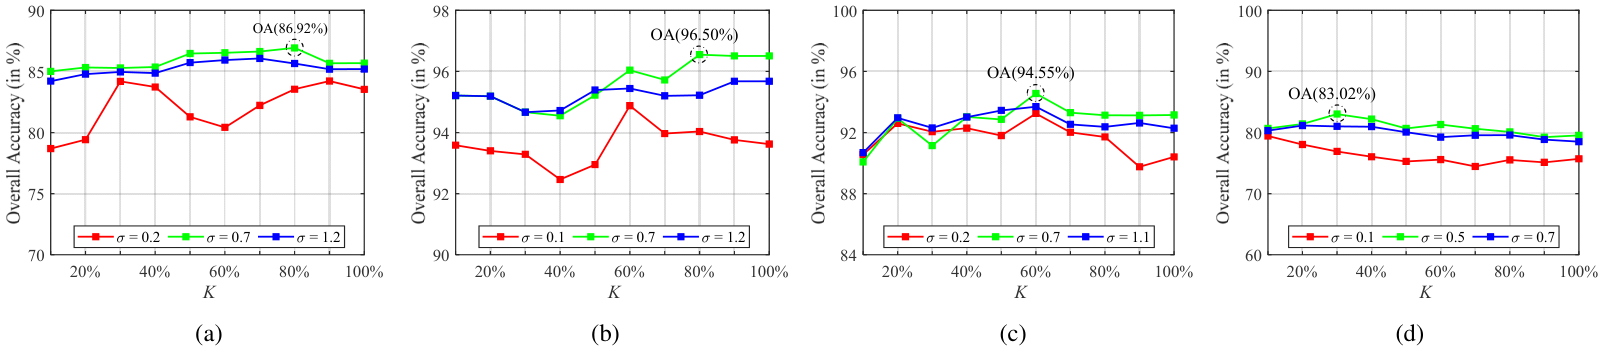 90
85
80
75
70
Overall Accuracy (in %)
OA(86.92%)
σ = 0.2 σ = 0.7 σ = 1.2
20% 40% 60% 80% 100%
K
(a)
98
96
94
92
90
Overall Accuracy (in %)
OA(96.50%)
σ = 0.1 σ = 0.7 σ = 1.2
20% 40% 60% 80% 100%
K
(b)
100
96
92
88
84
Overall Accuracy (in %)
OA(94.55%)
σ = 0.2 σ = 0.7 σ = 1.1
20% 40% 60% 80% 100%
K
(c)
100
90
80
70
60
Overall Accuracy (in %)
OA(83.02%)
σ = 0.1 σ = 0.5 σ = 0.7
20% 40% 60% 80% 100%
K
(d)